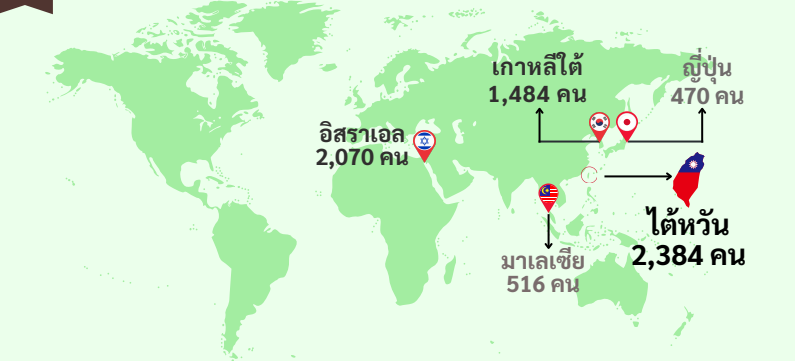 เกาหลีใต้
1,484 คน
ญี่ปุ่น
470 คน
อิสราเอล
2,070 คน
ไต้หวัน
2,384 คน
มาเลเซีย
516 คน